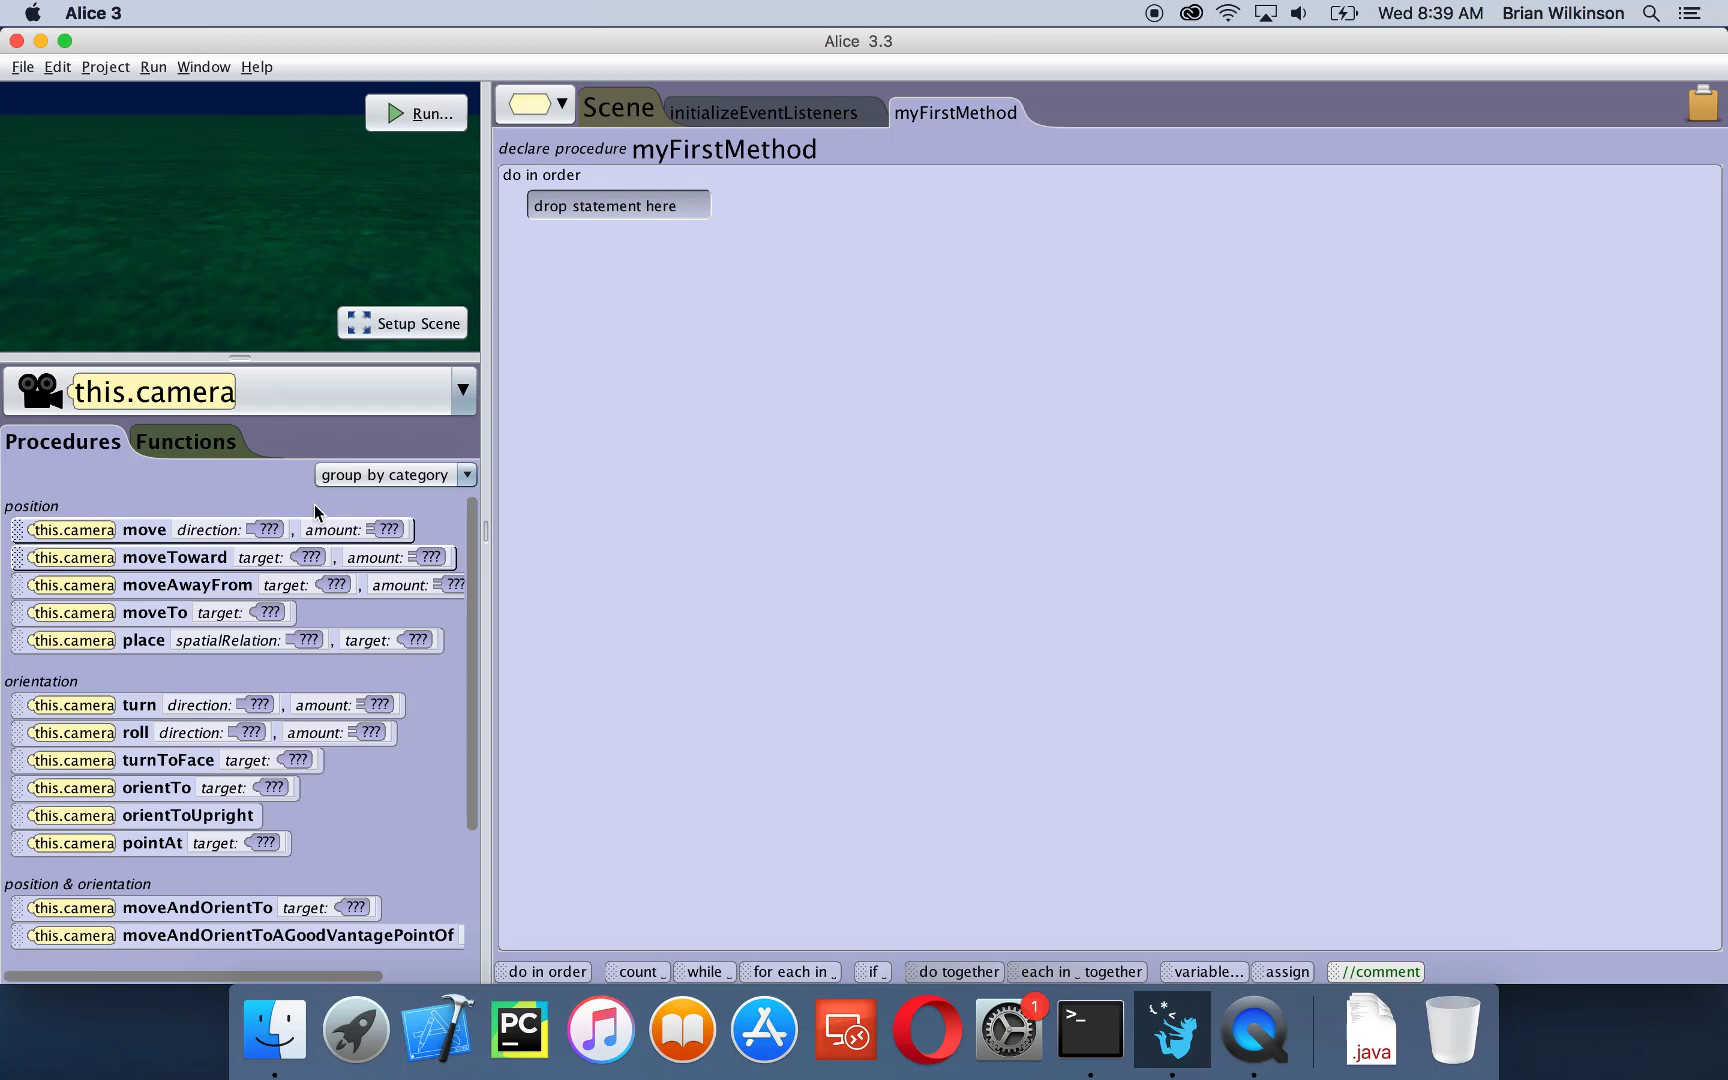 Alice 3
Wed 8:39 AM Brian Wilkinson
Alice 3.3
File Edit Project Run Window Help
Run...
Setup Scene
Scene initializeEventListeners myFirstMethod
declare procedure myFirstMethod
do in order
drop statement here
this.camera
Procedures Functions
group by category
position
this.camera move direction: ??? , amount: ???
this.camera moveToward target: ??? , amount: ???
this.camera moveAwayFrom target: ??? , amount: ???
this.camera moveTo target: ???
this.camera place spatialRelation: ??? , target: ???
orientation
this.camera turn direction: ??? , amount: ???
this.camera roll direction: ??? , amount: ???
this.camera turnToFace target: ???
this.camera orientTo target: ???
this.camera orientToUpright
this.camera pointAt target: ???
position & orientation
this.camera moveAndOrientTo target: ???
this.camera moveAndOrientToAGoodVantagePointOf
do in order count _ while _ for each in _ if _ do together each in _ together variable... assign //comment
PC
1
>_
.java